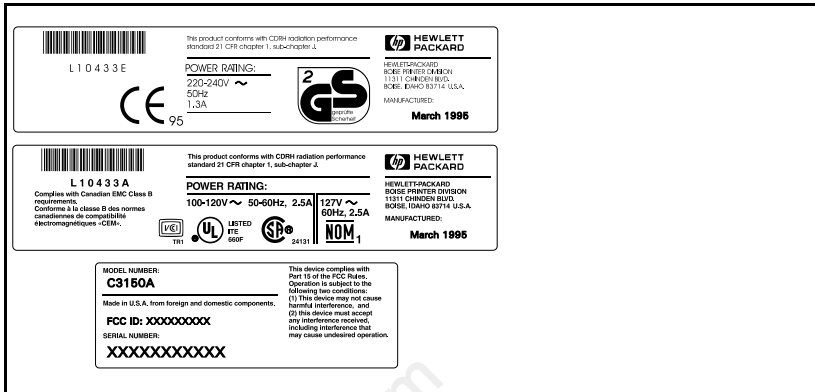 L10433E
CE 95
This product conforms with CDRH radiation performance
standard 21 CFR chapter 1, sub-chapter J.
POWER RATING:
220-240V ~
50Hz
1.3A
2
GS
geprüfte
Sicherheit
hp HEWLETT
PACKARD
HEWLETT-PACKARD
BOISE PRINTER DIVISION
11311 CHINDEN BLVD.
BOISE, IDAHO 83714 U.S.A.
MANUFACTURED:
March 1995
L10433A
Complies with Canadian EMC Class B
requirements.
Conforme à la classe B des normes
canadiennes de compatibilité
électromagnétiques «CEM».
This product conforms with CDRH radiation performance
standard 21 CFR chapter 1, sub-chapter J.
POWER RATING:
100-120V ~ 50-60Hz, 2.5A
127V ~
60Hz, 2.5A
VCI
TR1
UL
LISTED
ITE
660F
SA
24131
NOM 1
hp HEWLETT
PACKARD
HEWLETT-PACKARD
BOISE PRINTER DIVISION
11311 CHINDEN BLVD.
BOISE, IDAHO 83714 U.S.A.
MANUFACTURED:
March 1995
MODEL NUMBER:
C3150A
Made in U.S.A. from foreign and domestic components.
FCC ID: XXXXXXXXX
SERIAL NUMBER:
XXXXXXXXXXX
This device complies with
Part 15 of the FCC Rules.
Operation is subject to the
following two conditions:
(1) This device may not cause
harmful interference, and
(2) this device must accept
any interference received,
including interference that
may cause undesired operation.